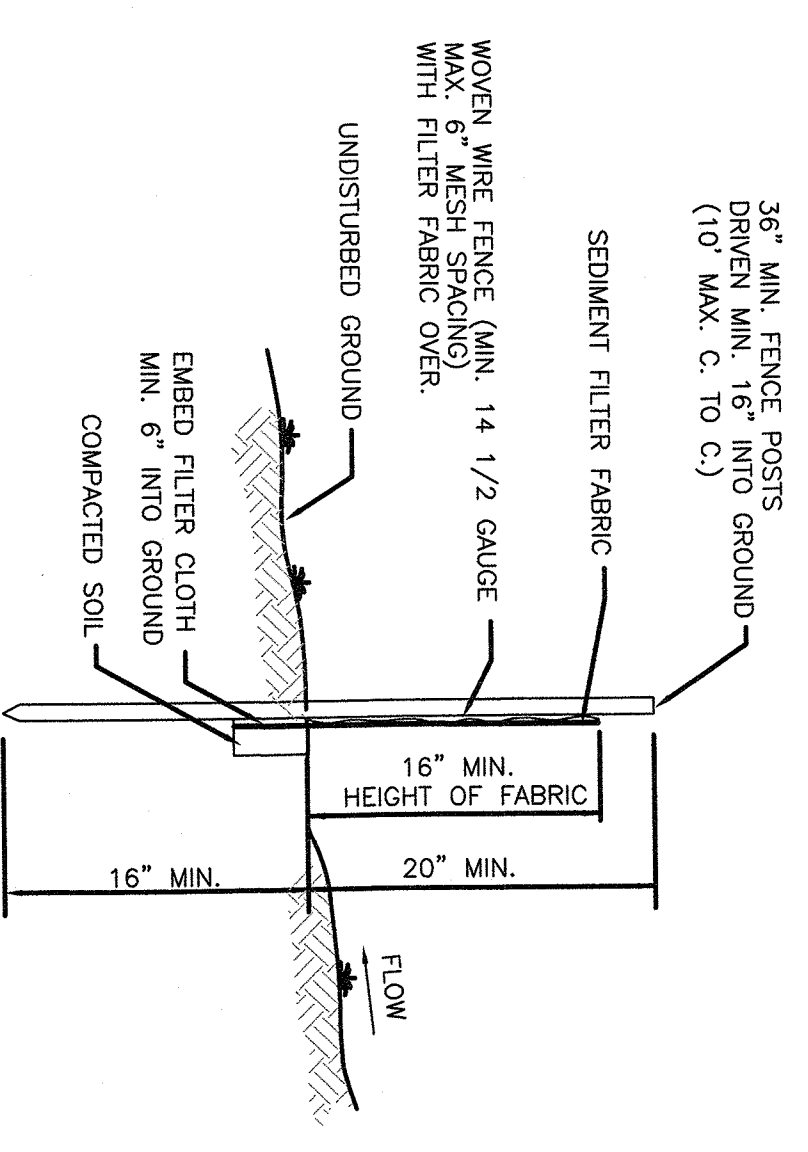 36" MIN. FENCE POSTS
DRIVEN MIN. 16" INTO GROUND
(10' MAX. C. TO C.)
SEDIMENT FILTER FABRIC
WOVEN WIRE FENCE (MIN. 14 1/2 GAUGE
MAX. 6" MESH SPACING)
WITH FILTER FABRIC OVER.
UNDISTURBED GROUND
EMBED FILTER CLOTH
MIN. 6" INTO GROUND
COMPACTED SOIL
16" MIN.
HEIGHT OF FABRIC
20" MIN.
16" MIN.
FLOW